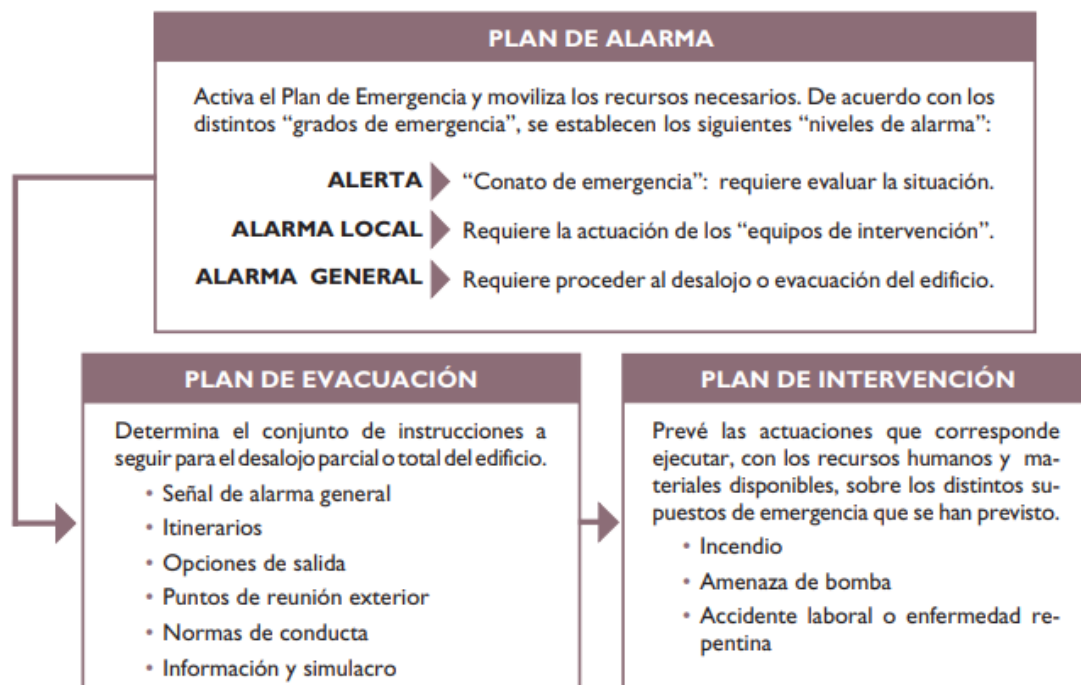 PLAN DE ALARMA
Activa el Plan de Emergencia y moviliza los recursos necesarios. De acuerdo con los
distintos “grados de emergencia”, se establecen los siguientes “niveles de alarma”:
ALERTA “Conato de emergencia”: requiere evaluar la situación.
ALARMA LOCAL Requiere la actuación de los “equipos de intervención”.
ALARMA GENERAL Requiere proceder al desalojo o evacuación del edificio.
PLAN DE EVACUACIÓN
Determina el conjunto de instrucciones a
seguir para el desalojo parcial o total del edificio.
• Señal de alarma general
• Itinerarios
• Opciones de salida
• Puntos de reunión exterior
• Normas de conducta
• Información y simulacro
PLAN DE INTERVENCIÓN
Prevé las actuaciones que corresponde
ejecutar, con los recursos humanos y ma-
teriales disponibles, sobre los distintos su-
puestos de emergencia que se han previsto.
• Incendio
• Amenaza de bomba
• Accidente laboral o enfermedad re-
pentina